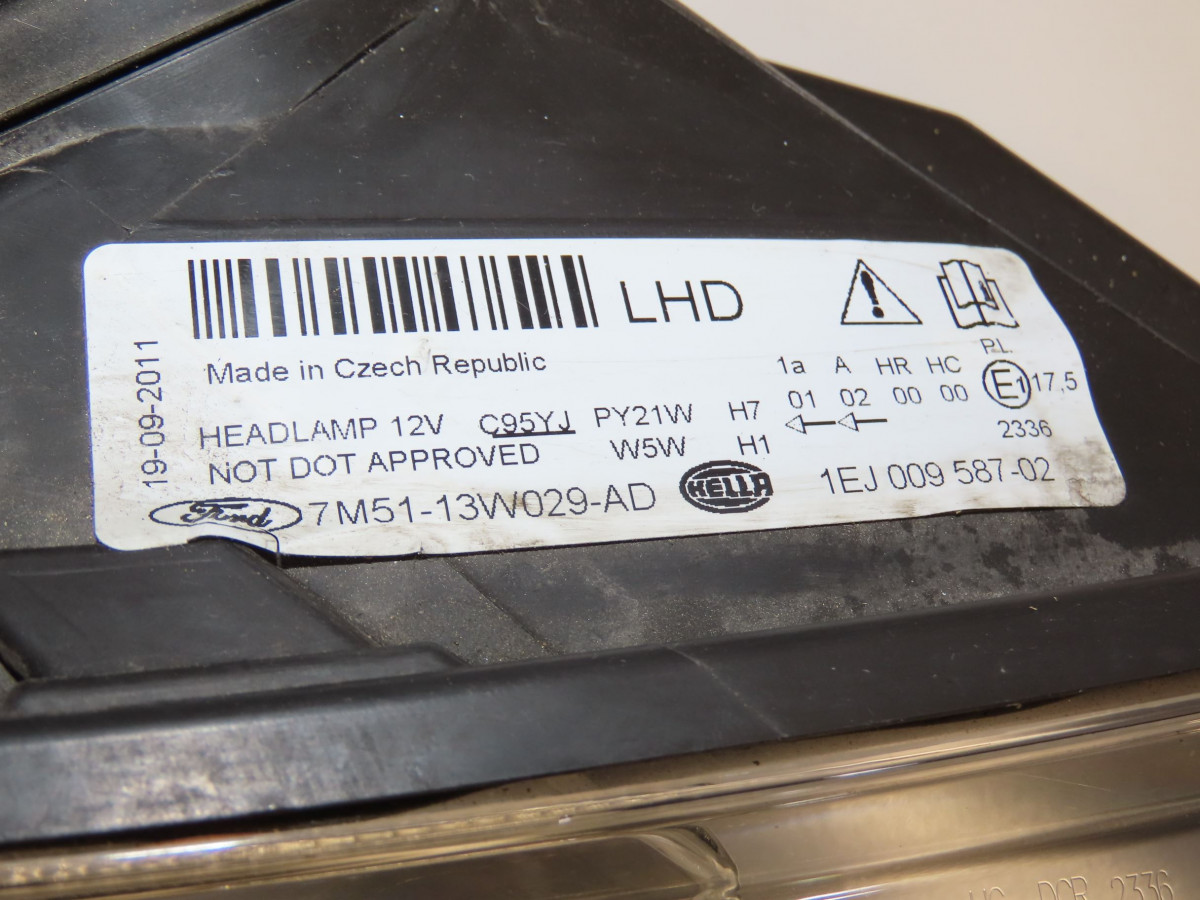 LHD
19-09-2011
Made in Czech Republic
1a A HR HC P.L.
HEADLAMP 12V C95YJ PY21W H7 01 02 00 00 E1 17,5
NOT DOT APPROVED W5W H1 2336
Ford 7M51-13W029-AD HELLA 1EJ 009 587-02
2336